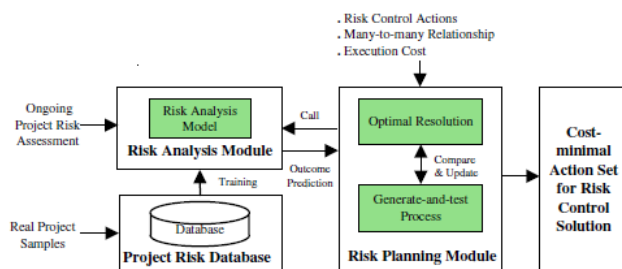 . Risk Control Actions
. Many-to-many Relationship
. Execution Cost
Ongoing
Project Risk
Assessment
Risk Analysis
Model
Risk Analysis Module
Call
Outcome
Prediction
Optimal Resolution
Compare
& Update
Generate-and-test
Process
Risk Planning Module
Cost-
minimal
Action Set
for Risk
Control
Solution
Training
Real Project
Samples
Database
Project Risk Database